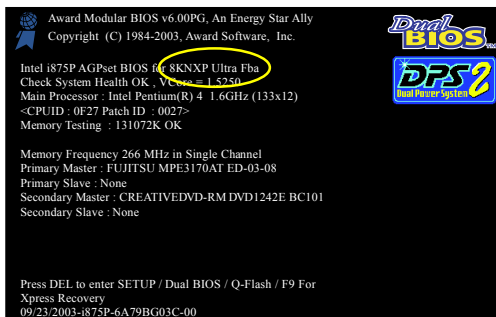 Award Modular BIOS v6.00PG, An Energy Star Ally
Copyright (C) 1984-2003, Award Software, Inc.
Dual
BIOS
Intel i875P AGPset BIOS for 8KNXP Ultra Fba
Check System Health OK , VCore = 1.5250
Main Processor : Intel Pentium(R) 4 1.6GHz (133x12)
<CPUID : 0F27 Patch ID : 0027>
Memory Testing : 131072K OK
DPS2
Dual Power System
Memory Frequency 266 MHz in Single Channel
Primary Master : FUJITSU MPE3170AT ED-03-08
Primary Slave : None
Secondary Master : CREATIVEDVD-RM DVD1242E BC101
Secondary Slave : None
Press DEL to enter SETUP / Dual BIOS / Q-Flash / F9 For
Xpress Recovery
09/23/2003-i875P-6A79BG03C-00